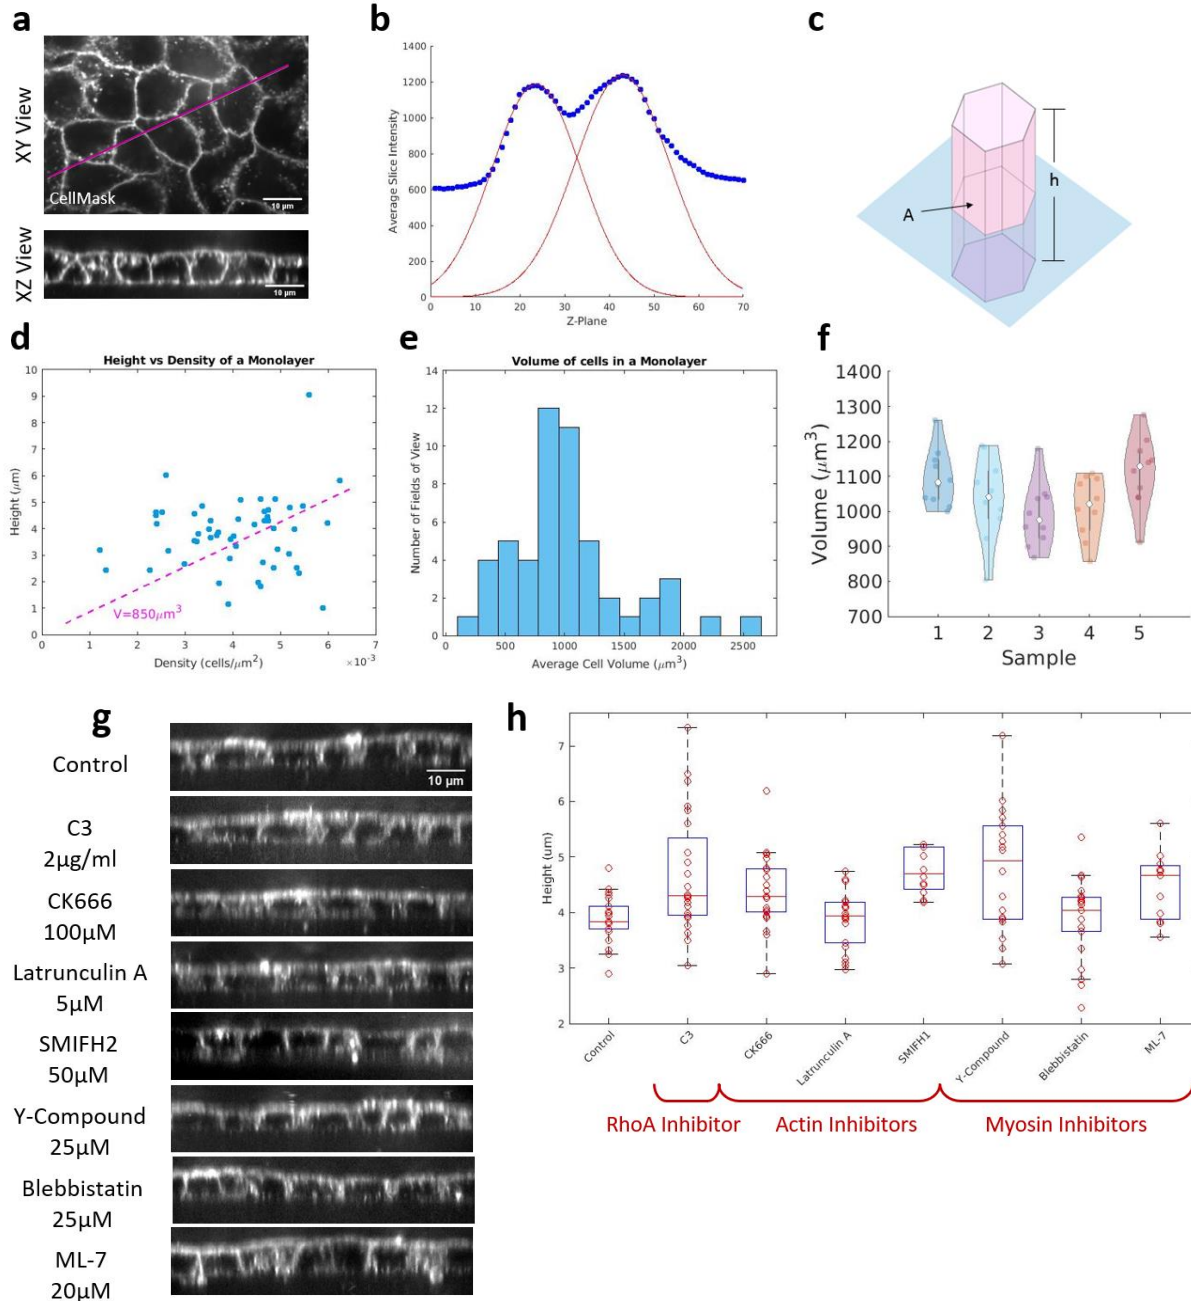 a
XY View
CellMask
10 µm
XZ View
10 µm
b
1400
1200
1000
800
600
400
200
0
Average Slice Intensity
0 10 20 30 40 50 60 70
Z-Plane
c
A
h
d
Height vs Density of a Monolayer
10
9
8
7
6
5
4
3
2
1
0
Height (μm)
V=850μm³
0 1 2 3 4 5 6 7
Density (cells/μm²)
×10⁻³
e
Volume of cells in a Monolayer
14
12
10
8
6
4
2
0
Number of Fields of View
0 500 1000 1500 2000 2500
Average Cell Volume (μm³)
f
1400
1300
1200
1100
1000
900
800
700
Volume (μm³)
1 2 3 4 5
Sample
g
Control
10 µm
C3
2µg/ml
CK666
100µM
Latrunculin A
5µM
SMIFH2
50µM
Y-Compound
25µM
Blebbistatin
25µM
ML-7
20µM
h
7
6
5
4
3
2
Height (um)
Control
C3
CK666
Latrunculin A
SMIFH1
Y-Compound
Blebbistatin
ML-7
RhoA Inhibitor
Actin Inhibitors
Myosin Inhibitors